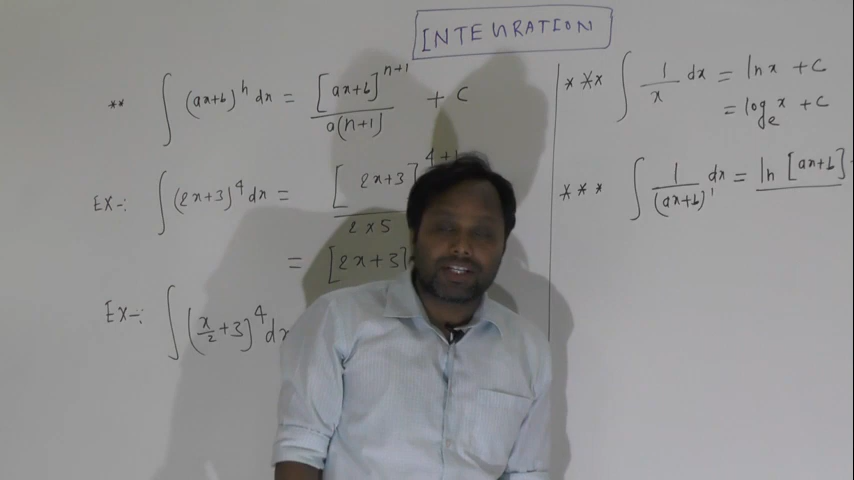 INTEGRATION
** ∫ (ax+b)^n dx = [ax+b]^n+1 / a(n+1) + C
EX-: ∫ (2x+3)^4 dx = [2x+3]^4+1 / 2×5
= [2x+3]
EX-: ∫ (x/2+3)^4 dx
*** ∫ 1/x dx = ln x + C
= log_e x + C
*** ∫ 1/(ax+b)^1 dx = ln [ax+b]